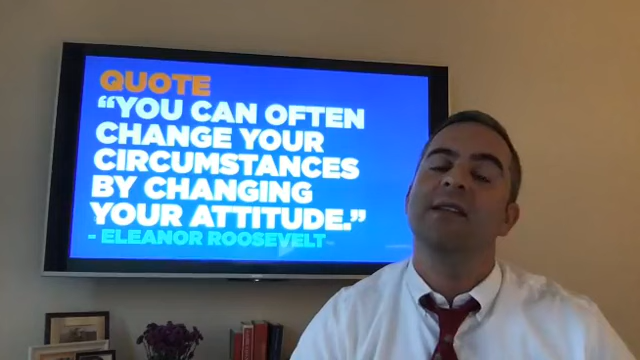 QUOTE
“YOU CAN OFTEN
CHANGE YOUR
CIRCUMSTANCES
BY CHANGING
YOUR ATTITUDE.”
- ELEANOR ROOSEVELT